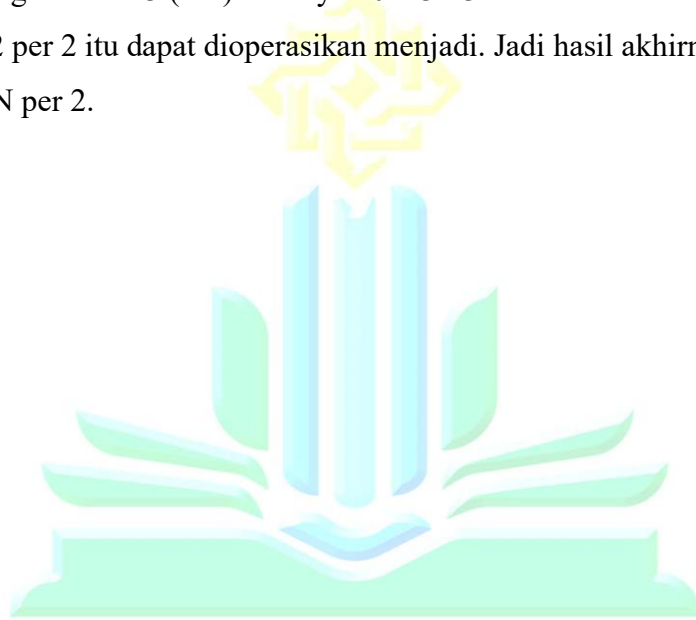 2 per 2 itu dapat dioperasikan menjadi. Jadi hasil akhirn
N per 2.